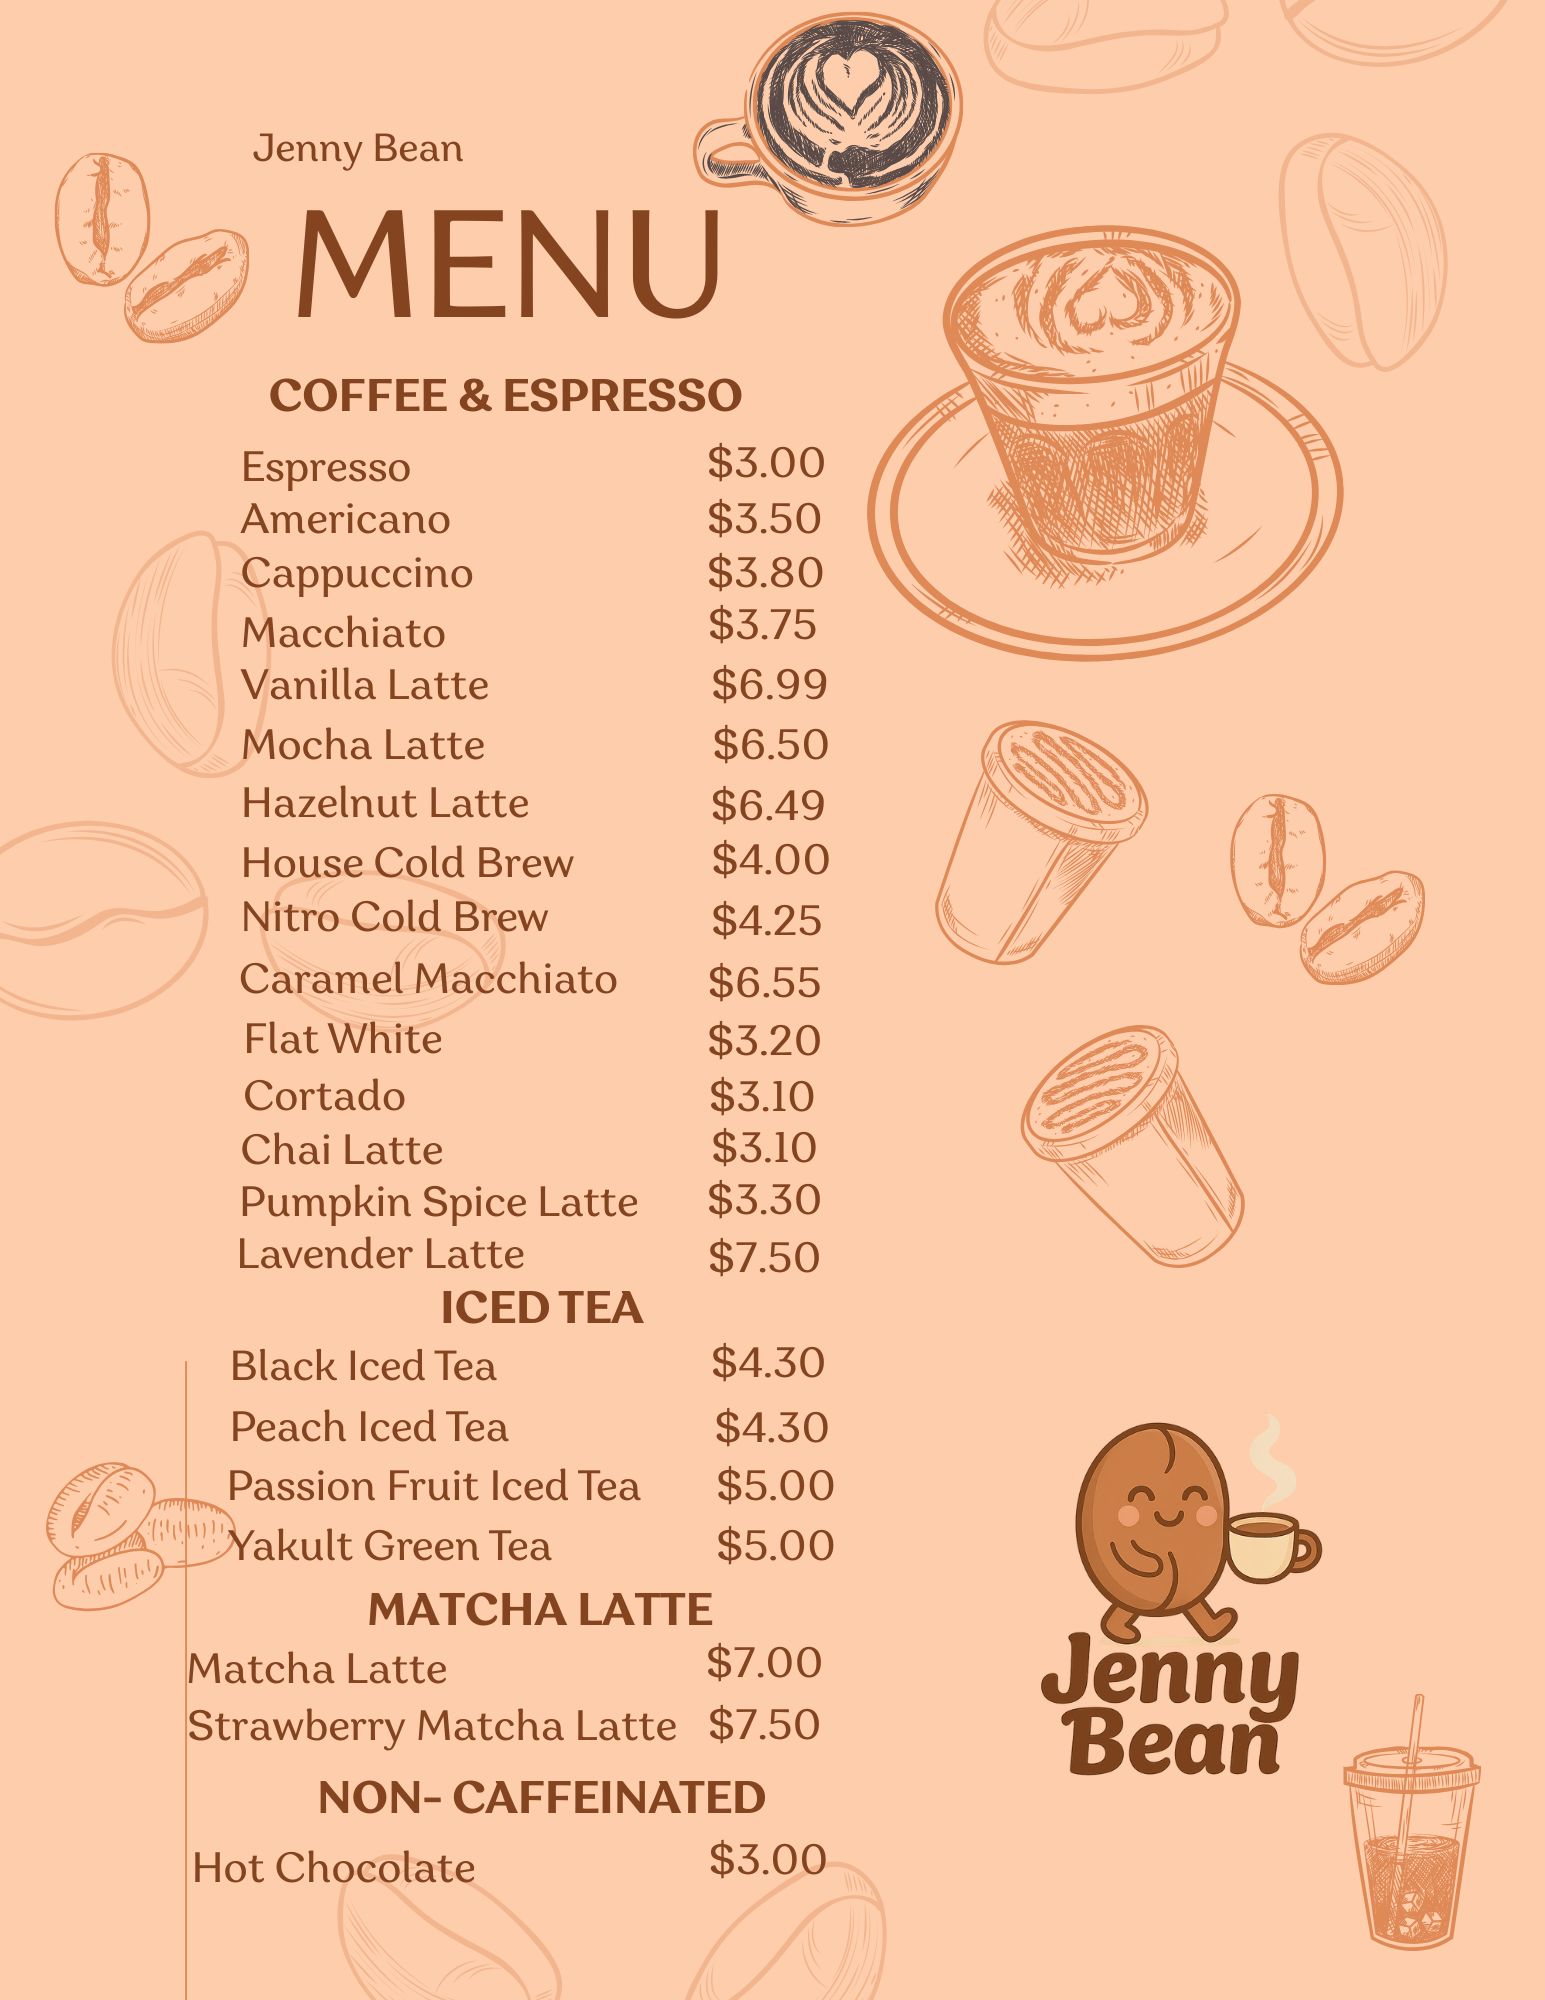 Jenny Bean
MENU
COFFEE & ESPRESSO
Espresso $3.00
Americano $3.50
Cappuccino $3.80
Macchiato $3.75
Vanilla Latte $6.99
Mocha Latte $6.50
Hazelnut Latte $6.49
House Cold Brew $4.00
Nitro Cold Brew $4.25
Caramel Macchiato $6.55
Flat White $3.20
Cortado $3.10
Chai Latte $3.10
Pumpkin Spice Latte $3.30
Lavender Latte $7.50
ICED TEA
Black Iced Tea $4.30
Peach Iced Tea $4.30
Passion Fruit Iced Tea $5.00
Yakult Green Tea $5.00
MATCHA LATTE
Matcha Latte $7.00
Strawberry Matcha Latte $7.50
NON- CAFFEINATED
Hot Chocolate $3.00
Jenny
Bean